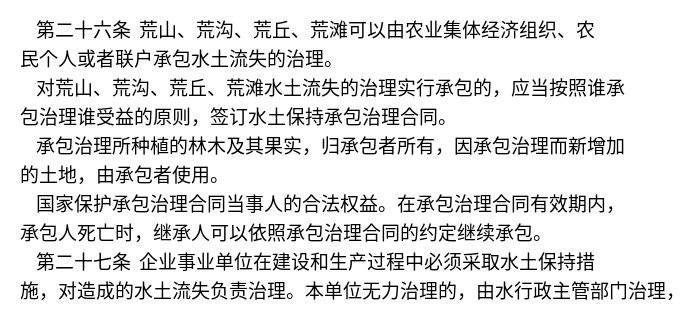 第二十六条 荒山、荒沟、荒丘、荒滩可以由农业集体经济组织、农
民个人或者联户承包水土流失的治理。
对荒山、荒沟、荒丘、荒滩水土流失的治理实行承包的，应当按照谁承
包治理谁受益的原则，签订水土保持承包治理合同。
承包治理所种植的林木及其果实，归承包者所有，因承包治理而新增加
的土地，由承包者使用。
国家保护承包治理合同当事人的合法权益。在承包治理合同有效期内，
承包人死亡时，继承人可以依照承包治理合同的约定继续承包。
第二十七条 企业事业单位在建设和生产过程中必须采取水土保持措
施，对造成的水土流失负责治理。本单位无力治理的，由水行政主管部门治理，